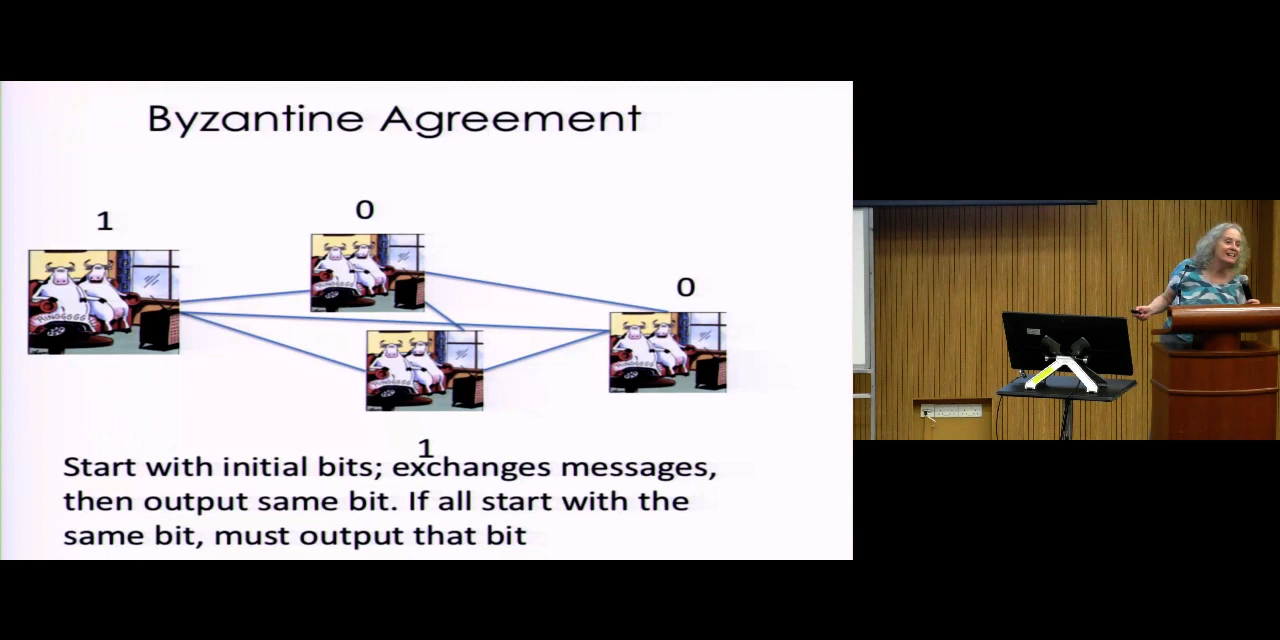 Byzantine Agreement
1
0
0
1
Start with initial bits; exchanges messages,
then output same bit. If all start with the
same bit, must output that bit